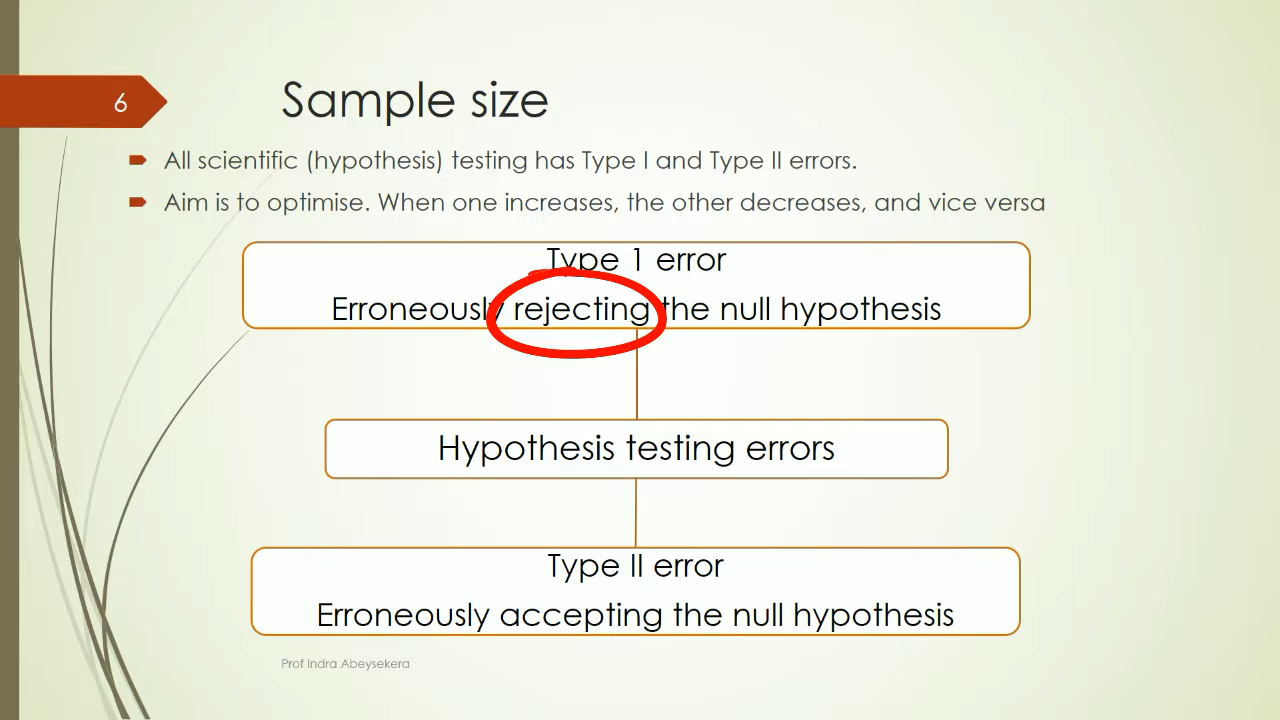 6
Sample size
All scientific (hypothesis) testing has Type I and Type II errors.
Aim is to optimise. When one increases, the other decreases, and vice versa
Type 1 error
Erroneously rejecting the null hypothesis
Hypothesis testing errors
Type II error
Erroneously accepting the null hypothesis
Prof Indra Abeysekera